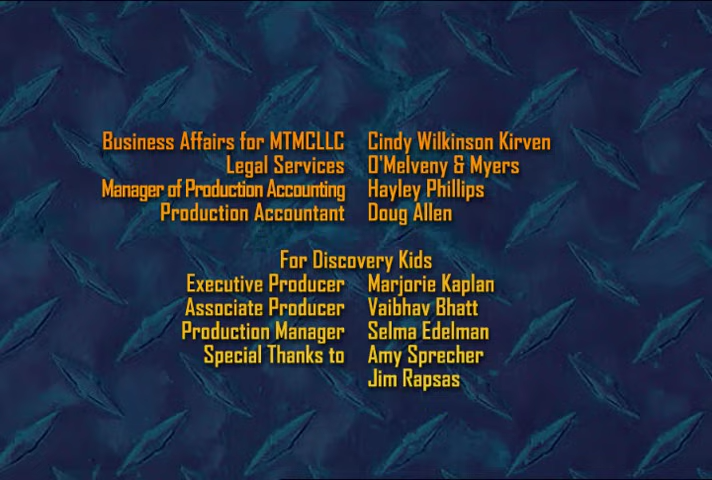 Business Affairs for MTMCLLC Cindy Wilkinson Kirven
Legal Services O'Melveny & Myers
Manager of Production Accounting Hayley Phillips
Production Accountant Doug Allen
For Discovery Kids
Executive Producer Marjorie Kaplan
Associate Producer Vaibhav Bhatt
Production Manager Selma Edelman
Special Thanks to Amy Sprecher
Jim Rapsas